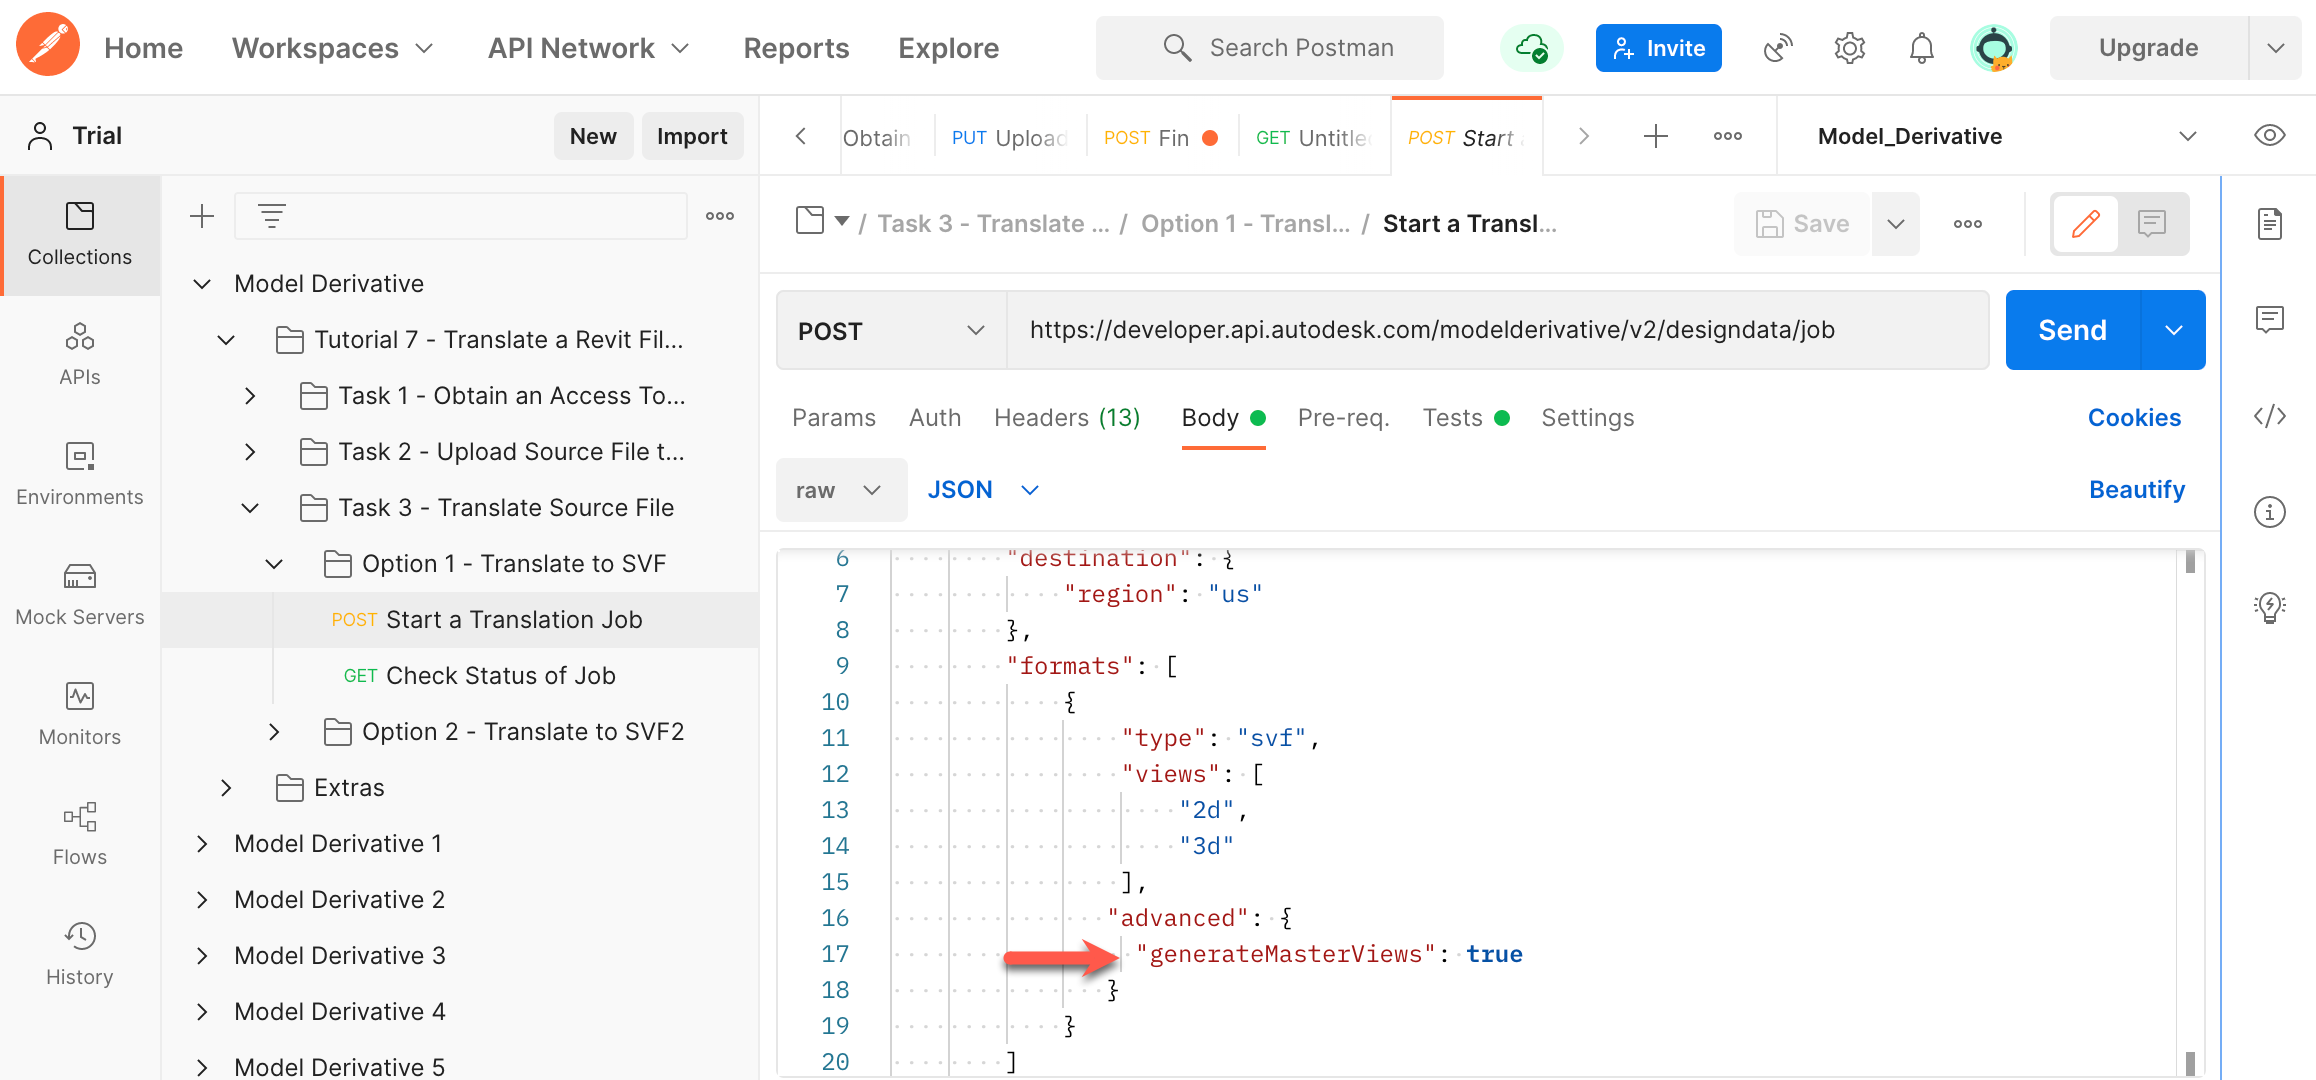 Home Workspaces API Network Reports Explore Search Postman Invite Upgrade
Trial New Import
Obtain PUT Upload POST Fin GET Untitled POST Start Model_Derivative
Collections
APIs
Environments
Mock Servers
Monitors
Flows
History
Model Derivative
Tutorial 7 - Translate a Revit Fil...
Task 1 - Obtain an Access To...
Task 2 - Upload Source File t...
Task 3 - Translate Source File
Option 1 - Translate to SVF
POST Start a Translation Job
GET Check Status of Job
Option 2 - Translate to SVF2
Extras
Model Derivative 1
Model Derivative 2
Model Derivative 3
Model Derivative 4
Model Derivative 5
/ Task 3 - Translate ... / Option 1 - Transl... / Start a Transl... Save
POST https://developer.api.autodesk.com/modelderivative/v2/designdata/job Send
Params Auth Headers (13) Body Pre-req. Tests Settings Cookies
raw JSON Beautify
6 "destination": {
7 "region": "us"
8 },
9 "formats": [
10 {
11 "type": "svf",
12 "views": [
13 "2d",
14 "3d"
15 ],
16 "advanced": {
17 "generateMasterViews": true
18 }
19 }
20 ]